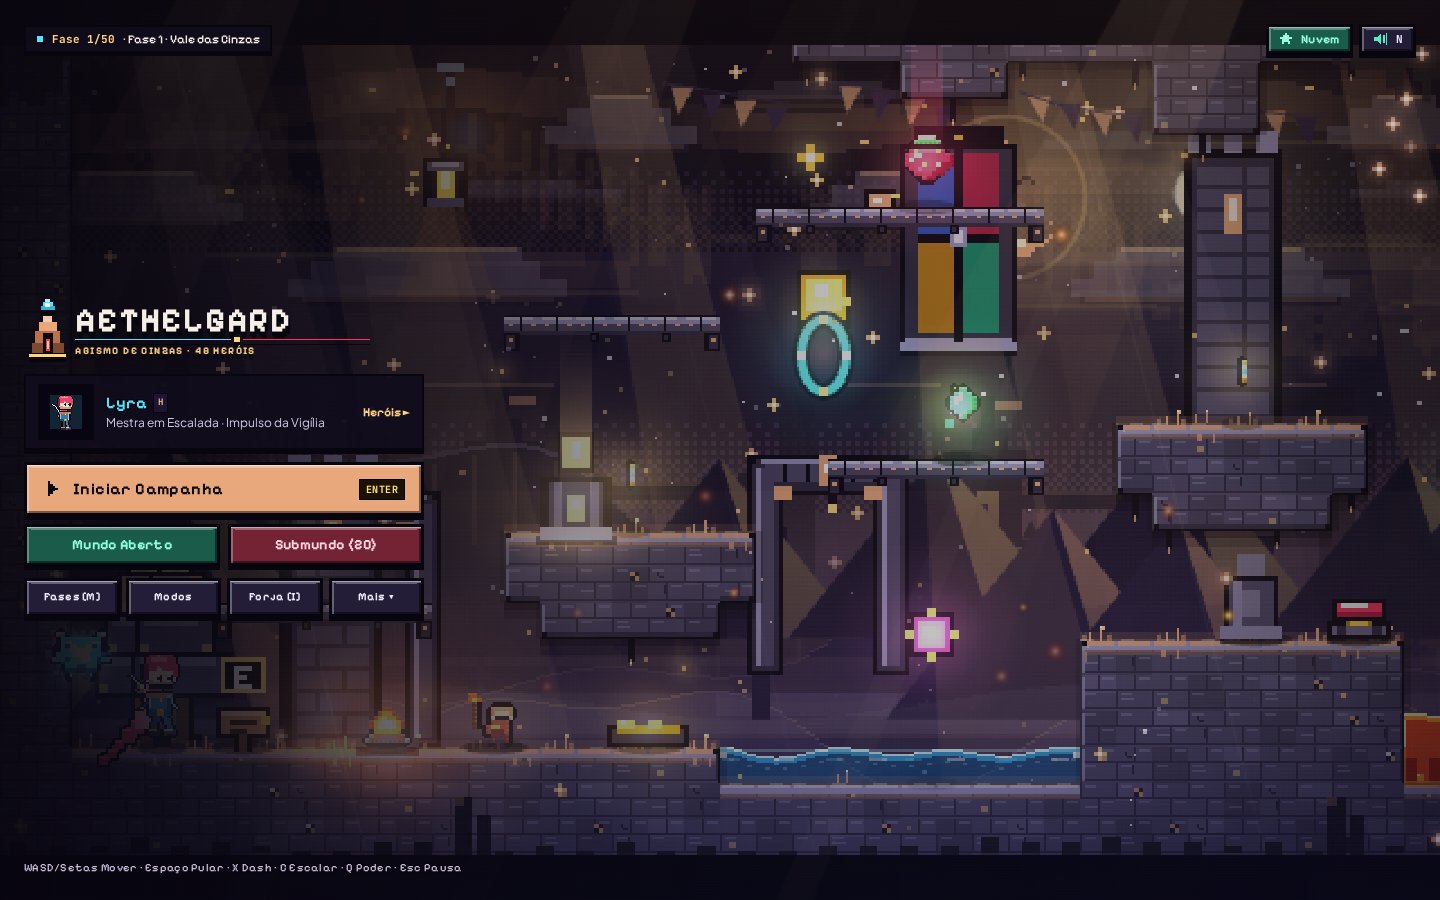 Fase 1/50 · Fase 1 · Vale das Cinzas
Nuvem
N
AETHELGARD
ABISMO DE CINZAS · 40 HERÓIS
Lyra H
Mestra em Escalada · Impulso da Vigília
Heróis ►
Iniciar Campanha
ENTER
Mundo Aberto
Submundo (20)
Fases (M)
Modos
Forja (I)
Mais ▾
E
WASD/Setas Mover · Espaço Pular · X Dash · C Escalar · Q Poder · Esc Pausa